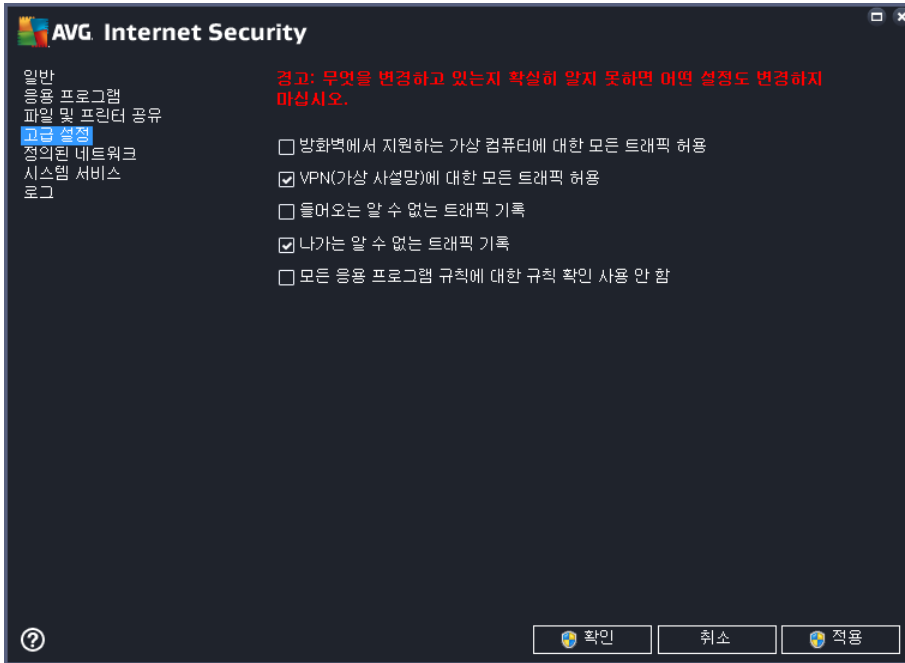 AVG Internet Security
일반
응용 프로그램
파일 및 프린터 공유
고급 설정
정의된 네트워크
시스템 서비스
로그
경고: 무엇을 변경하고 있는지 확실히 알지 못하면 어떤 설정도 변경하지
마십시오.
방화벽에서 지원하는 가상 컴퓨터에 대한 모든 트래픽 허용
VPN(가상 사설망)에 대한 모든 트래픽 허용
들어오는 알 수 없는 트래픽 기록
나가는 알 수 없는 트래픽 기록
모든 응용 프로그램 규칙에 대한 규칙 확인 사용 안 함
확인
취소
적용